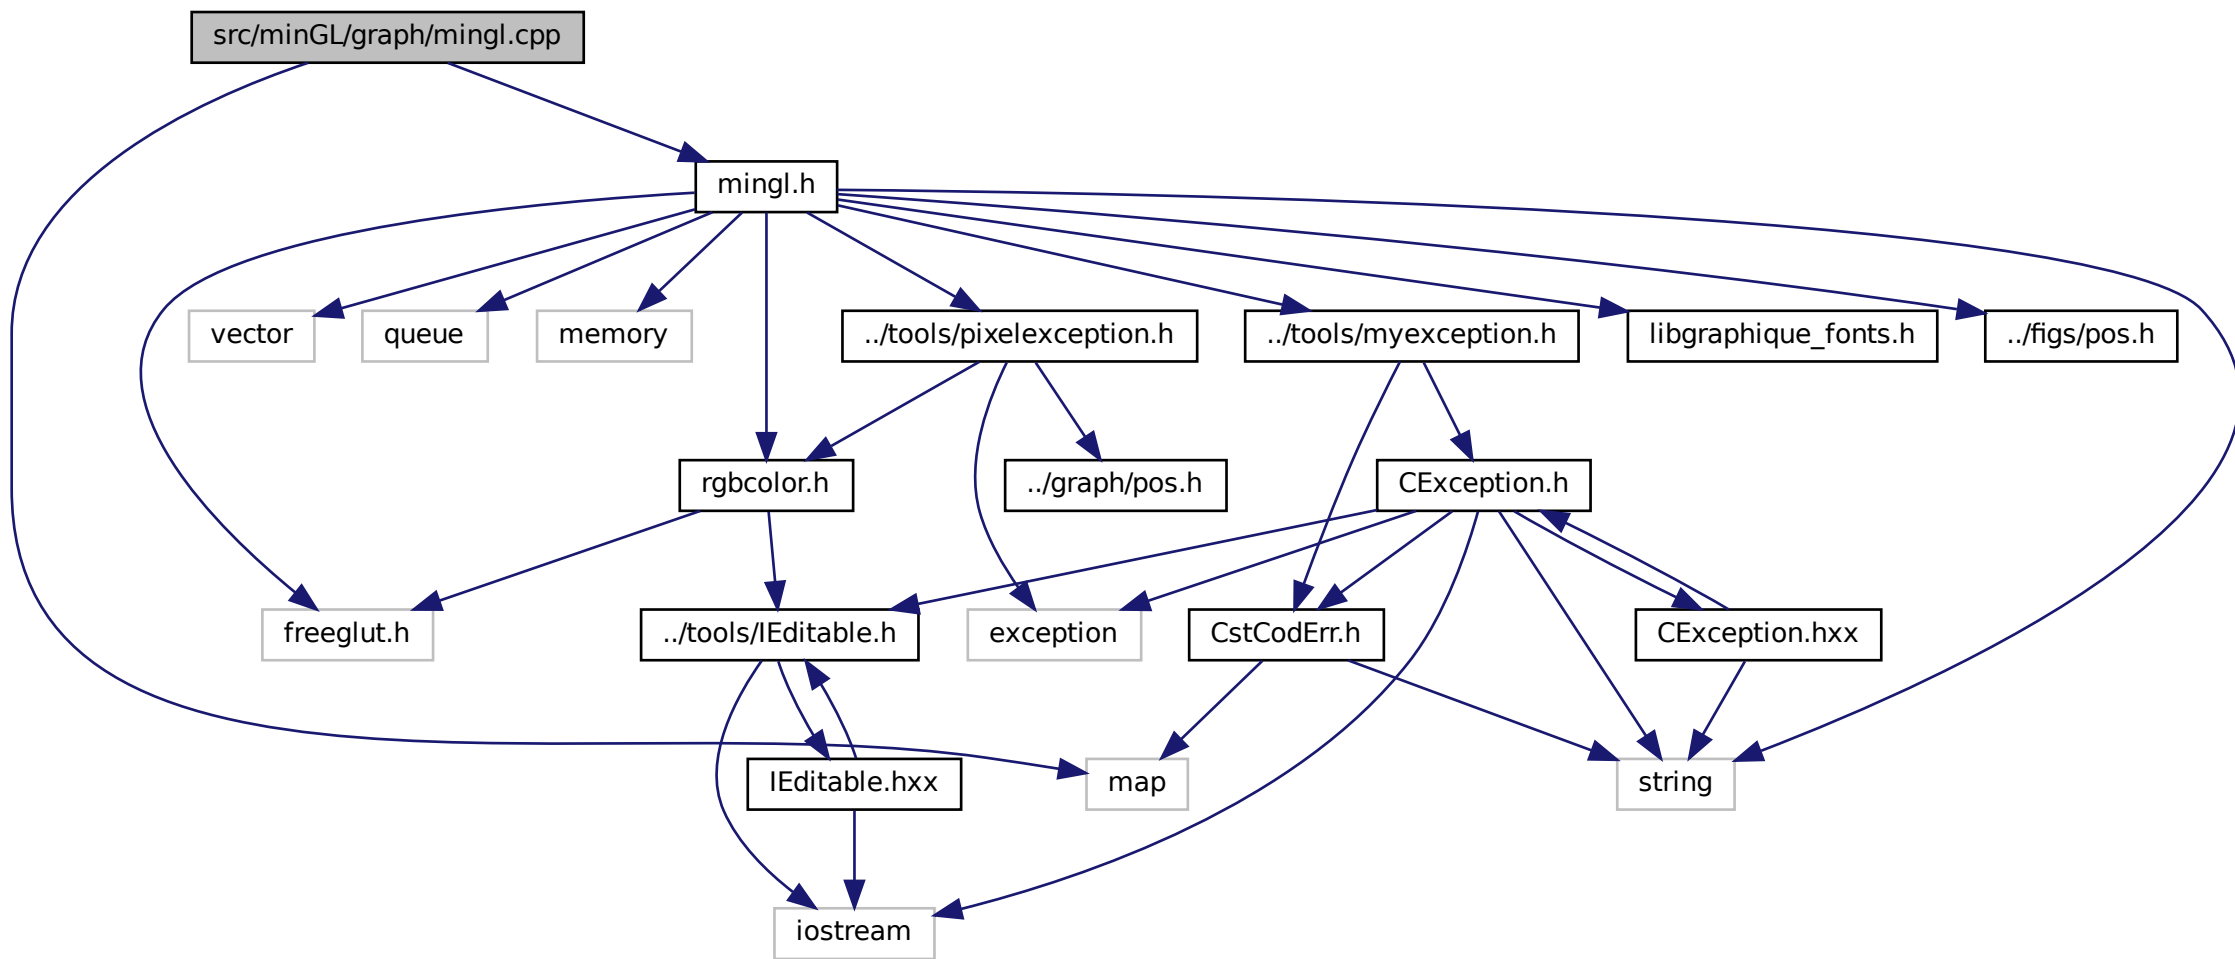 src/minGL/graph/mingl.cpp
mingl.h
vector
queue
memory
../tools/pixelexception.h
../tools/myexception.h
libgraphique_fonts.h
../figs/pos.h
rgbcolor.h
../graph/pos.h
CException.h
freeglut.h
../tools/IEditable.h
exception
CstCodErr.h
CException.hxx
IEditable.hxx
map
string
iostream